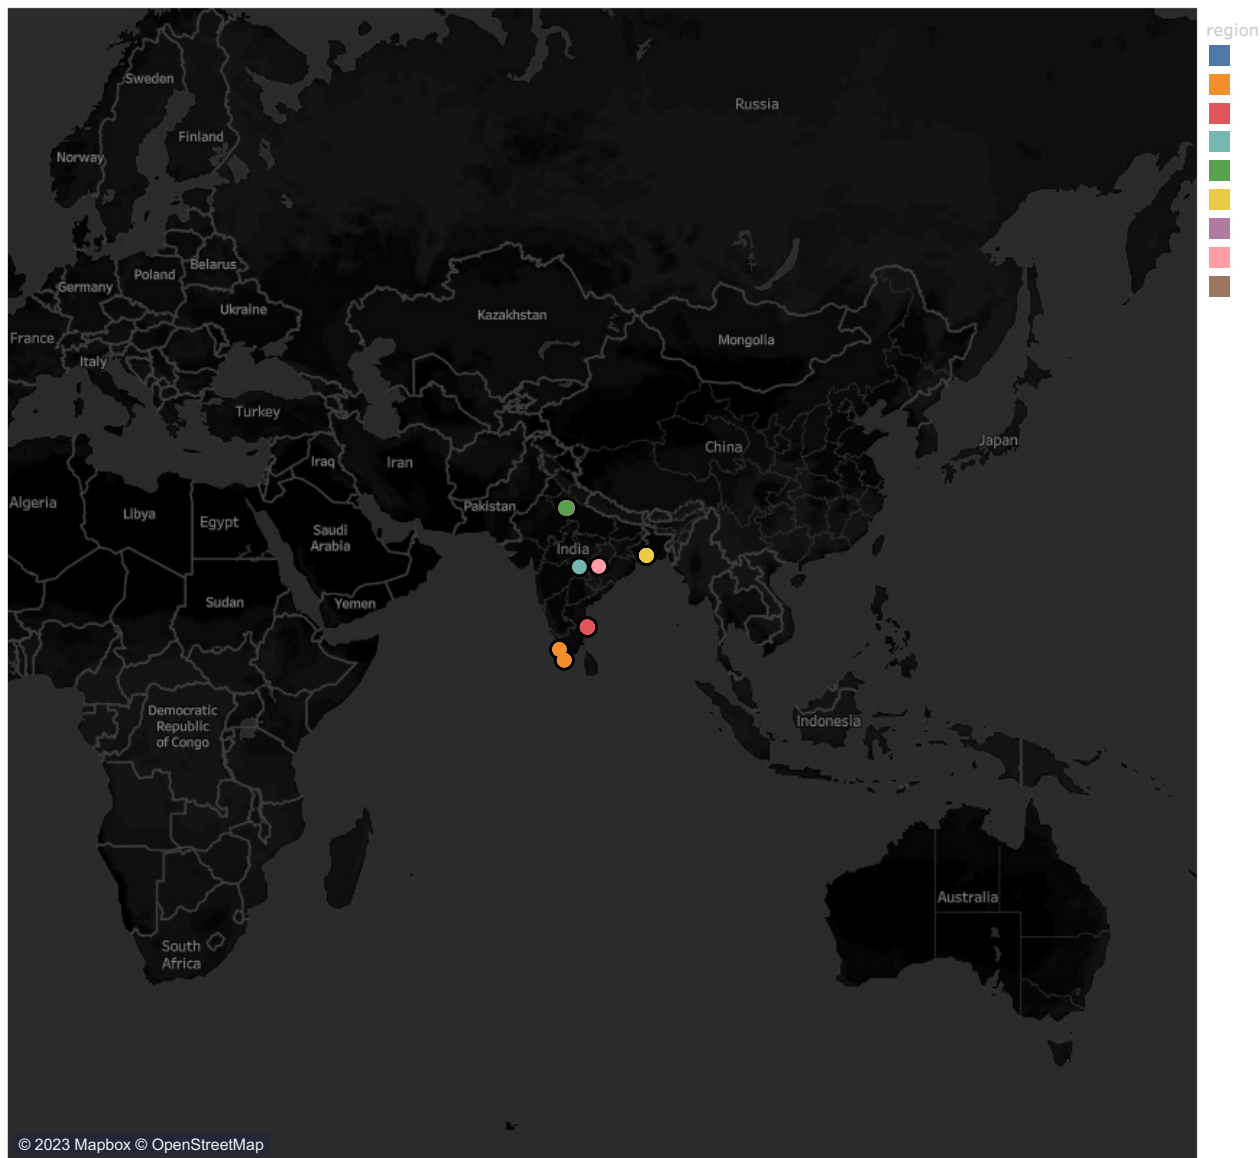 region
Sweden
Russia
Finland
Norway
Belarus
Poland
Germany
Ukraine
Kazakhstan
France
Mongolia
Italy
Turkey
Japan
China
Iraq
Iran
Algeria
Pakistan
Libya
Egypt
Saudi
Arabia
India
Sudan
Yemen
Democratic
Republic
of Congo
Indonesia
Australia
South
Africa
© 2023 Mapbox © OpenStreetMap